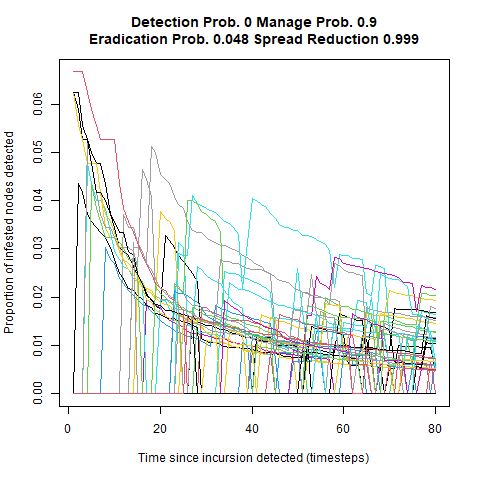 Detection Prob. 0 Manage Prob. 0.9
Eradication Prob. 0.048 Spread Reduction 0.999
Proportion of infested nodes detected
0.06
0.05
0.04
0.03
0.02
0.01
0.00
0 20 40 60 80
Time since incursion detected (timesteps)